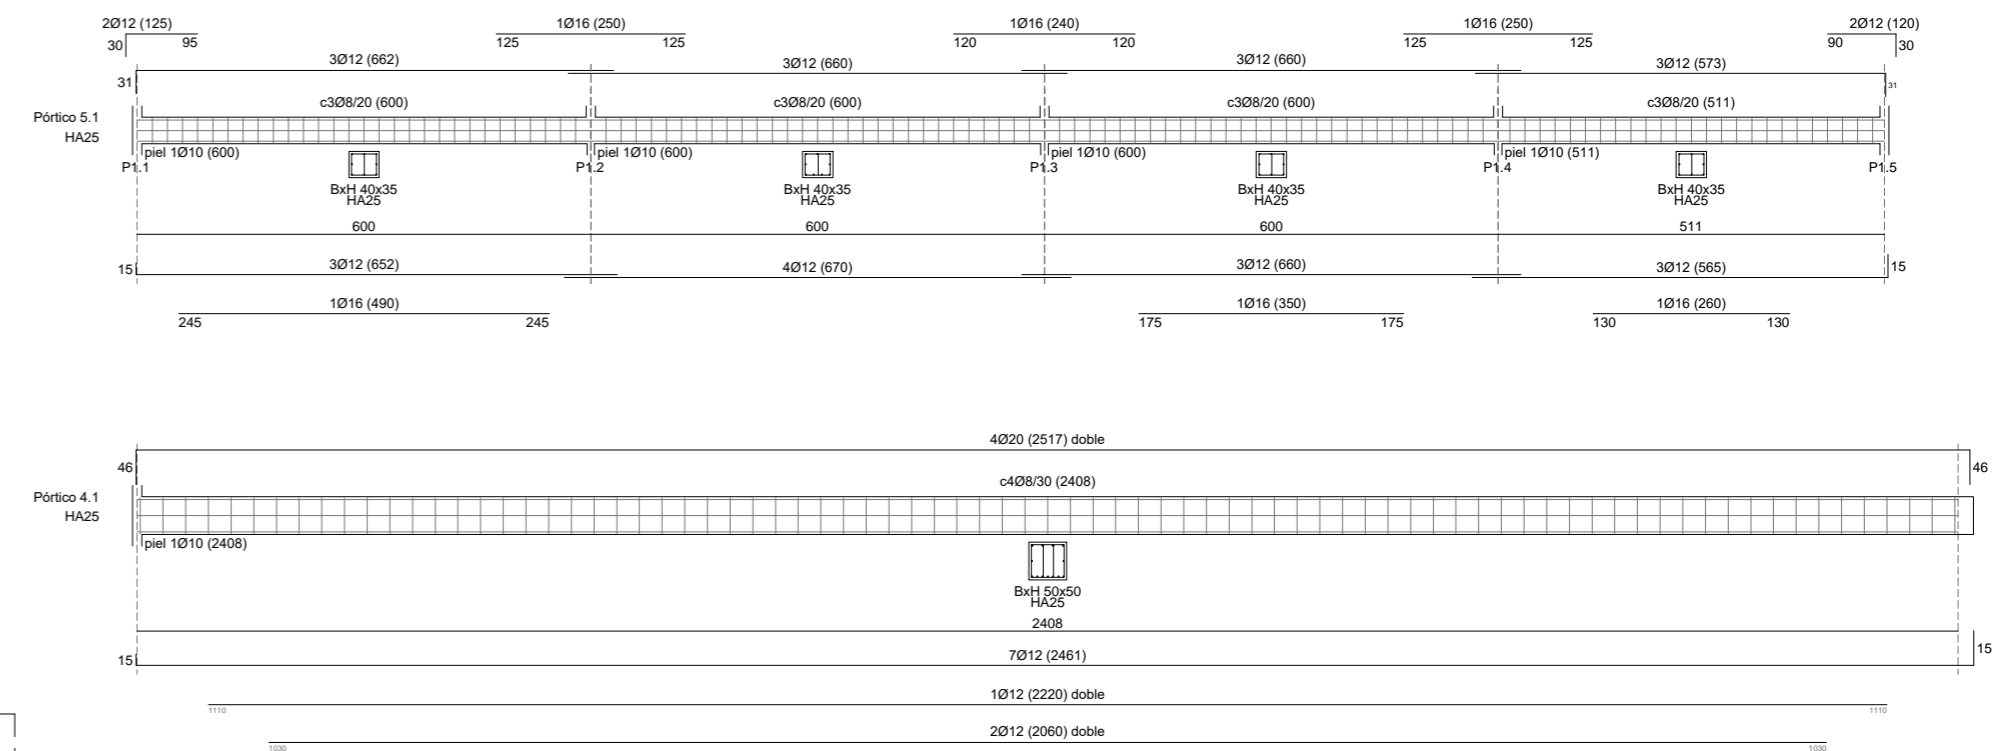 2Ø12 (125) 1Ø16 (250) 1Ø16 (240) 1Ø16 (250) 2Ø12 (120)
30 95 125 125 120 120 125 125 90 30
3Ø12 (662) 3Ø12 (660) 3Ø12 (660) 3Ø12 (573)
31 31
c3Ø8/20 (600) c3Ø8/20 (600) c3Ø8/20 (600) c3Ø8/20 (511)
Pórtico 5.1
HA25
piel 1Ø10 (600) piel 1Ø10 (600) piel 1Ø10 (600) piel 1Ø10 (511)
P1.1 P1.2 P1.3 P1.4 P1.5
BxH 40x35 BxH 40x35 BxH 40x35 BxH 40x35
HA25 HA25 HA25 HA25
600 600 600 511
15 3Ø12 (652) 4Ø12 (670) 3Ø12 (660) 3Ø12 (565) 15
1Ø16 (490) 1Ø16 (350) 1Ø16 (260)
245 245 175 175 130 130
4Ø20 (2517) doble
46 46
c4Ø8/30 (2408)
Pórtico 4.1
HA25
piel 1Ø10 (2408)
BxH 50x50
HA25
2408
15 7Ø12 (2461) 15
1Ø12 (2220) doble
1110 1110
2Ø12 (2060) doble
1030 1030